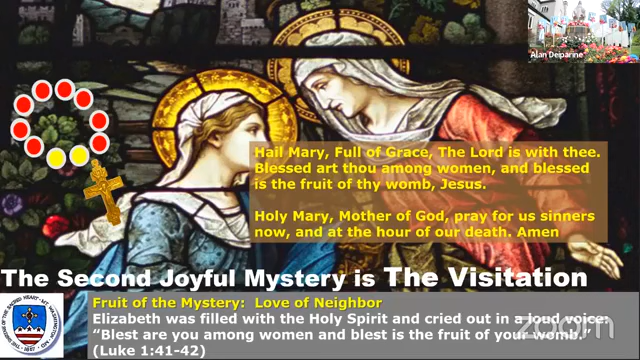 Alan Deiparine
Hail Mary, Full of Grace, The Lord is with thee.
Blessed art thou among women, and blessed
is the fruit of thy womb, Jesus.
Holy Mary, Mother of God, pray for us sinners
now, and at the hour of our death. Amen
The Second Joyful Mystery is The Visitation
Fruit of the Mystery: Love of Neighbor
Elizabeth was filled with the Holy Spirit and cried out in a loud voice:
“Blest are you among women and blest is the fruit of your womb.”
(Luke 1:41-42)
zoom